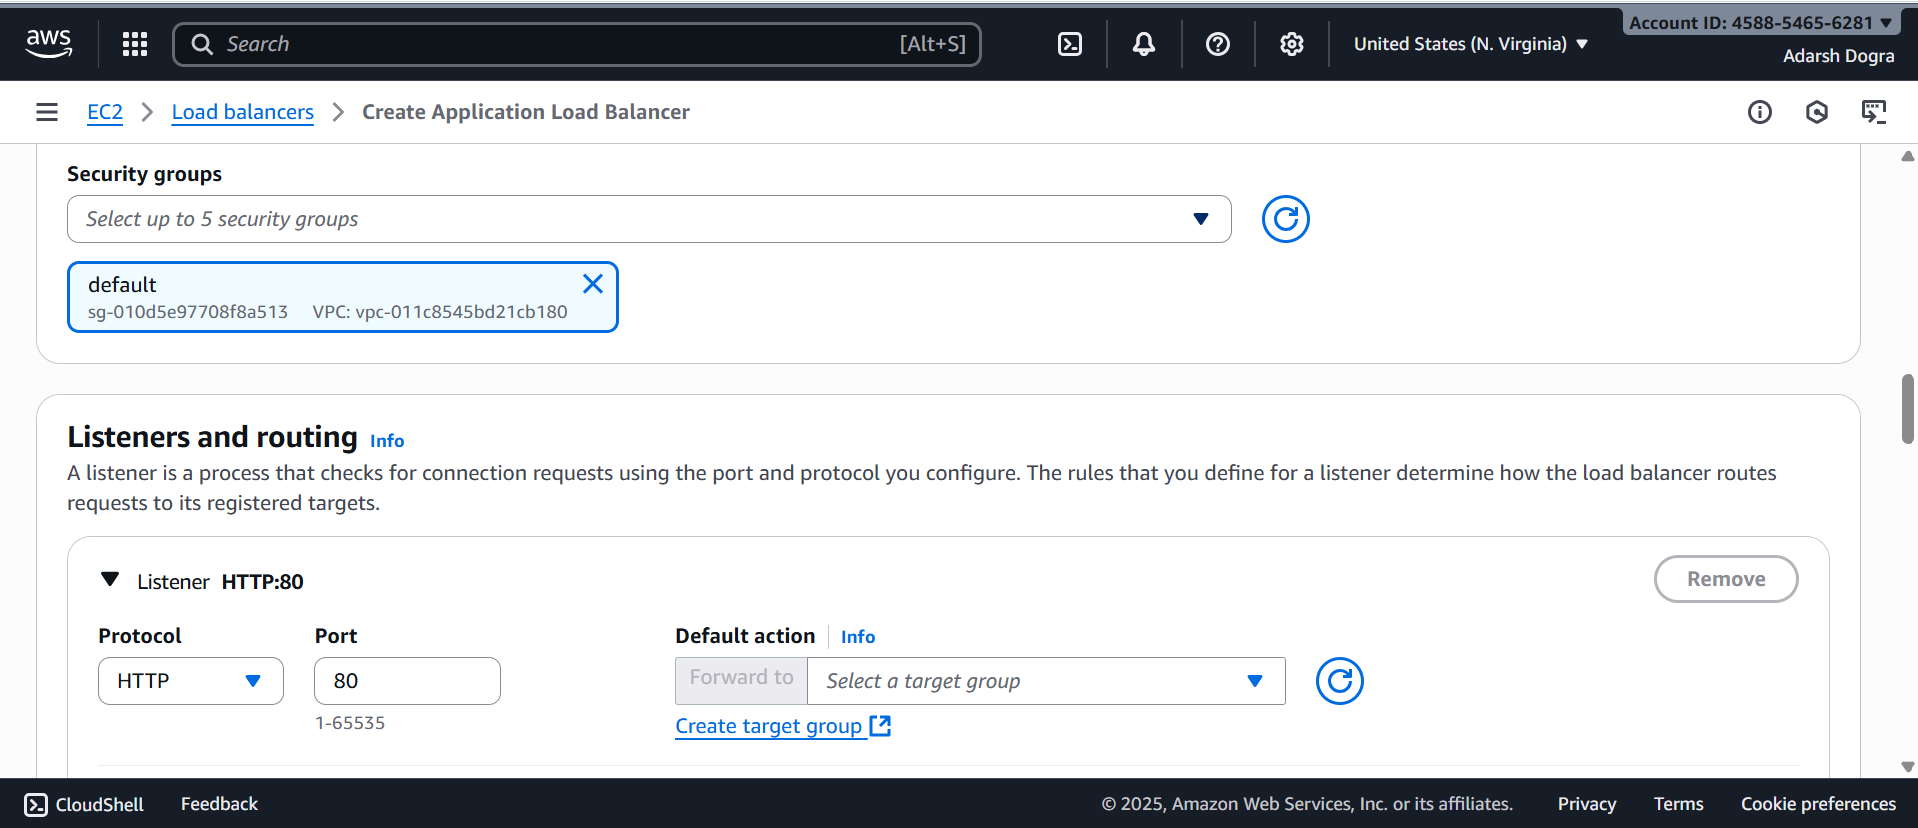 aws
Search [Alt+S]
United States (N. Virginia)
Account ID: 4588-5465-6281
Adarsh Dogra
EC2 > Load balancers > Create Application Load Balancer
Security groups
Select up to 5 security groups
default
sg-010d5e97708f8a513 VPC: vpc-011c8545bd21cb180
Listeners and routing Info
A listener is a process that checks for connection requests using the port and protocol you configure. The rules that you define for a listener determine how the load balancer routes
requests to its registered targets.
Listener HTTP:80
Remove
Protocol Port Default action Info
HTTP 80 Forward to Select a target group
1-65535
Create target group
CloudShell Feedback © 2025, Amazon Web Services, Inc. or its affiliates. Privacy Terms Cookie preferences